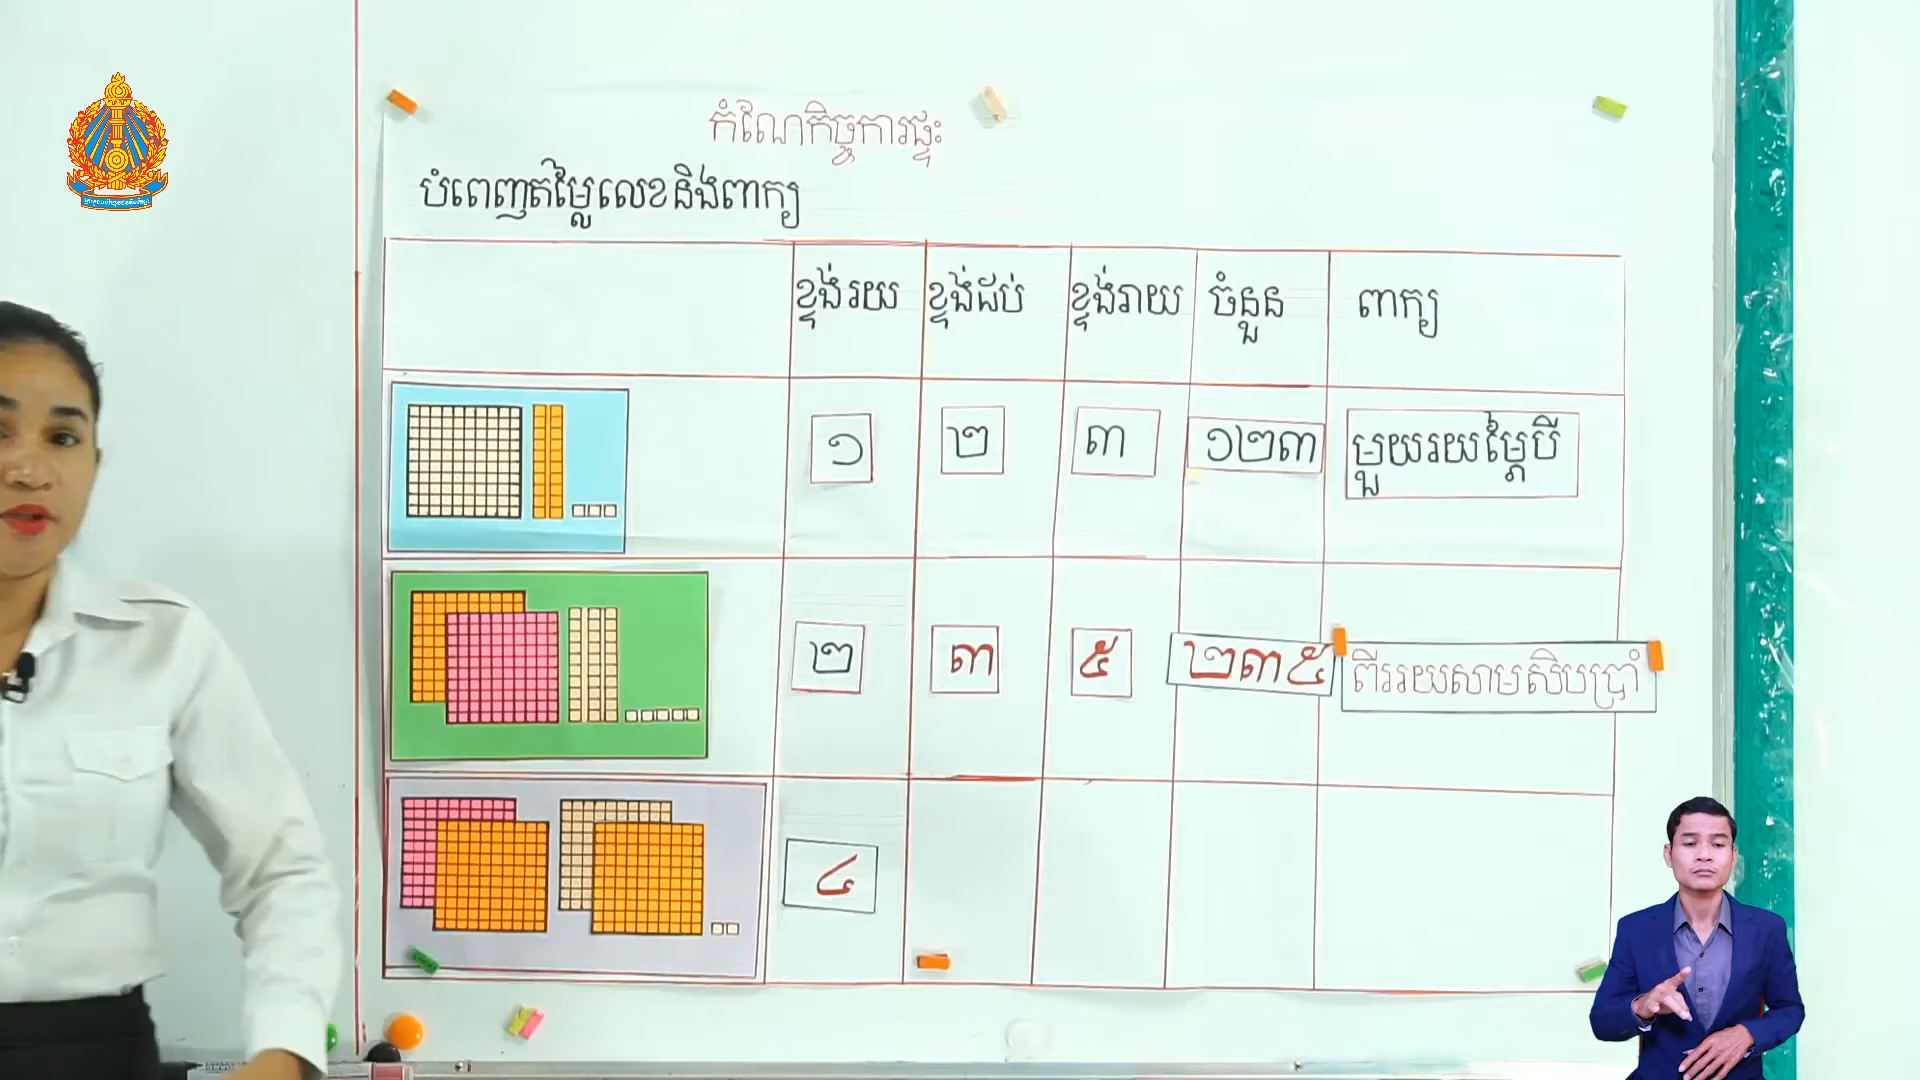 កំណែកិច្ចការផ្ទះ
បំពេញតម្លៃលេខនិងពាក្យ
ខ្ទង់រយ ខ្ទង់ដប់ ខ្ទង់រាយ ចំនួន ពាក្យ
១ ២ ៣ ១២៣ មួយរយម្ភៃបី
២ ៣ ៥ ២៣៥ ពីររយសាមសិបប្រាំ
៤